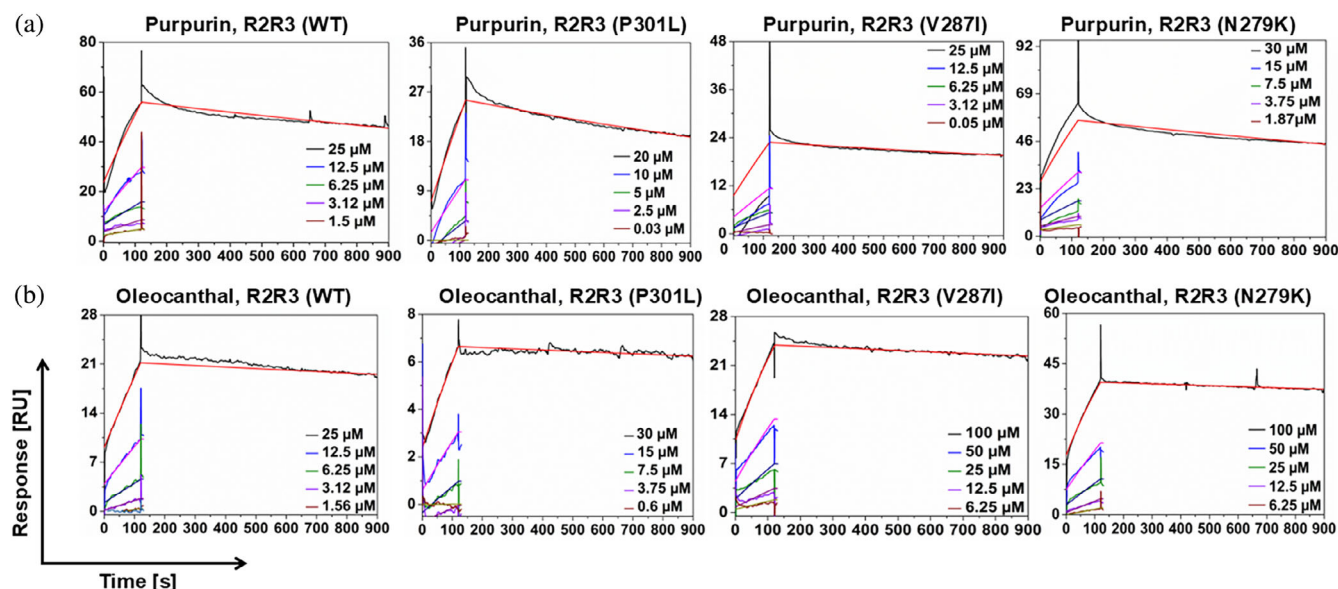 (a)
Purpurin, R2R3 (WT)
80
60
40
20
0
25 μM
12.5 μM
6.25 μM
3.12 μM
1.5 μM
0 100 200 300 400 500 600 700 800 900
Purpurin, R2R3 (P301L)
36
27
18
9
0
20 μM
10 μM
5 μM
2.5 μM
0.03 μM
0 100 200 300 400 500 600 700 800 900
Purpurin, R2R3 (V287I)
48
36
24
12
0
25 μM
12.5 μM
6.25 μM
3.12 μM
0.05 μM
0 100 200 300 400 500 600 700 800 900
Purpurin, R2R3 (N279K)
92
69
46
23
0
30 μM
15 μM
7.5 μM
3.75 μM
1.87μM
0 100 200 300 400 500 600 700 800 900
(b)
Oleocanthal, R2R3 (WT)
28
21
14
7
0
25 μM
12.5 μM
6.25 μM
3.12 μM
1.56 μM
0 100 200 300 400 500 600 700 800 900
Oleocanthal, R2R3 (P301L)
8
6
4
2
0
30 μM
15 μM
7.5 μM
3.75 μM
0.6 μM
0 100 200 300 400 500 600 700 800 900
Oleocanthal, R2R3 (V287I)
28
21
14
7
0
100 μM
50 μM
25 μM
12.5 μM
6.25 μM
0 100 200 300 400 500 600 700 800 900
Oleocanthal, R2R3 (N279K)
60
45
30
15
0
100 μM
50 μM
25 μM
12.5 μM
6.25 μM
0 100 200 300 400 500 600 700 800 900
Response [RU]
Time [s]